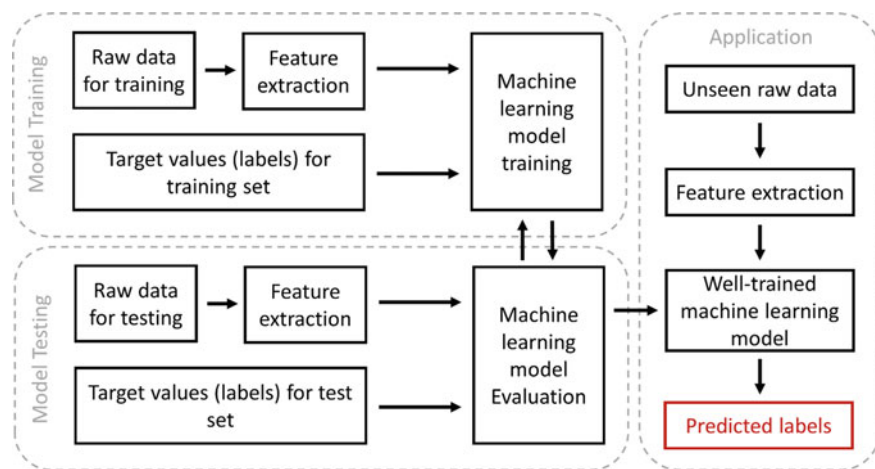 Model Training
Raw data
for training
Feature
extraction
Target values (labels) for
training set
Machine
learning
model
training
Model Testing
Raw data
for testing
Feature
extraction
Target values (labels) for test
set
Machine
learning
model
Evaluation
Application
Unseen raw data
Feature extraction
Well-trained
machine learning
model
Predicted labels